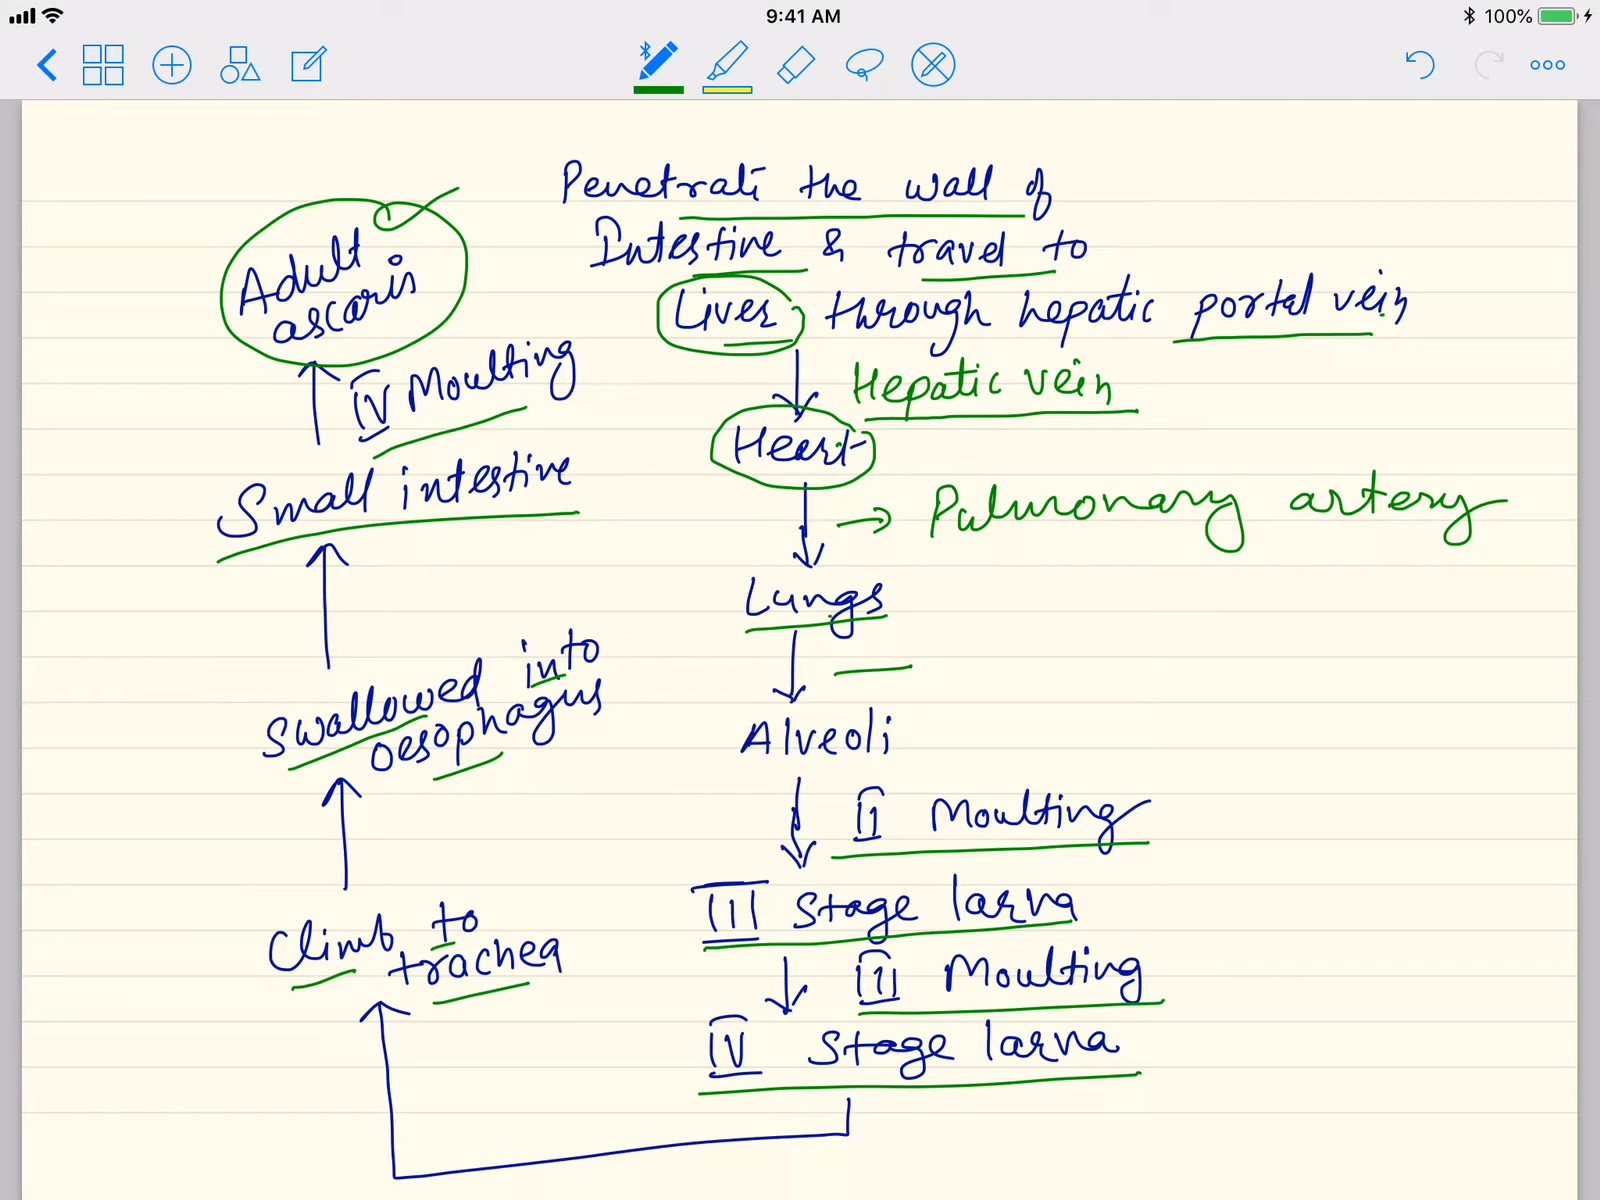 9:41 AM
100%
Penetrate the wall of
Intestine & travel to
Liver through hepatic portal vein
Hepatic vein
Heart
→ Pulmonary artery
Lungs
Alveoli
II Moulting
III Stage larva
III Moulting
IV Stage larva
Climb to
trachea
Swallowed into
oesophagus
Small intestine
IV Moulting
Adult
ascaris